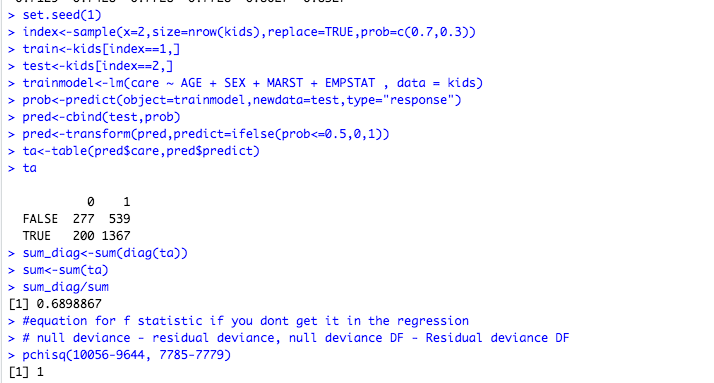 > set.seed(1)
> index<-sample(x=2,size=nrow(kids),replace=TRUE,prob=c(0.7,0.3))
> train<-kids[index==1,]
> test<-kids[index==2,]
> trainmodel<-lm(care ~ AGE + SEX + MARST + EMPSTAT , data = kids)
> prob<-predict(object=trainmodel,newdata=test,type="response")
> pred<-cbind(test,prob)
> pred<-transform(pred,predict=ifelse(prob<=0.5,0,1))
> ta<-table(pred$care,pred$predict)
> ta
0 1
FALSE 277 539
TRUE 200 1367
> sum_diag<-sum(diag(ta))
> sum<-sum(ta)
> sum_diag/sum
[1] 0.6898867
> #equation for f statistic if you dont get it in the regression
> # null deviance - residual deviance, null deviance DF - Residual deviance DF
> pchisq(10056-9644, 7785-7779)
[1] 1